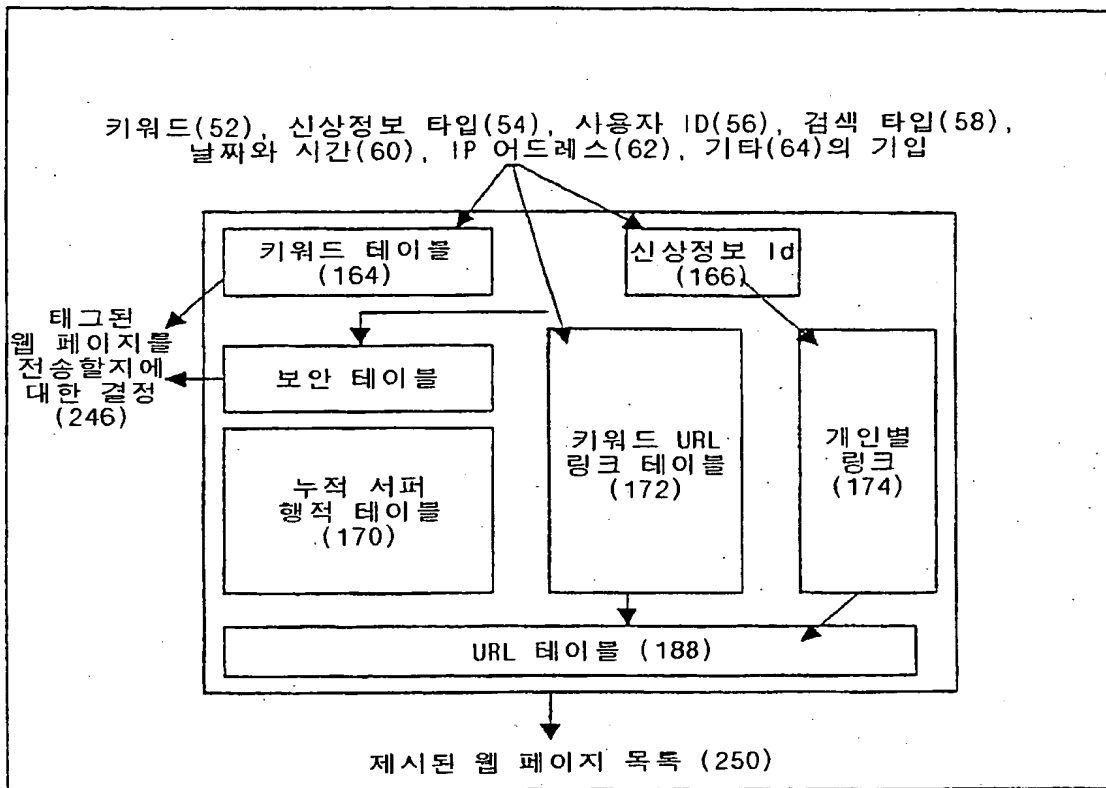 키워드(52), 신상정보 타입(54), 사용자 ID(56), 검색 타입(58),
날짜와 시간(60), IP 어드레스(62), 기타(64)의 기입
키워드 테이블
(164)
신상정보 Id
(166)
태그된
웹 페이지를
전송할지에
대한 결정
(246)
보안 테이블
누적 서퍼
행적 테이블
(170)
키워드 URL
링크 테이블
(172)
개인별
링크
(174)
URL 테이블 (188)
제시된 웹 페이지 목록 (250)